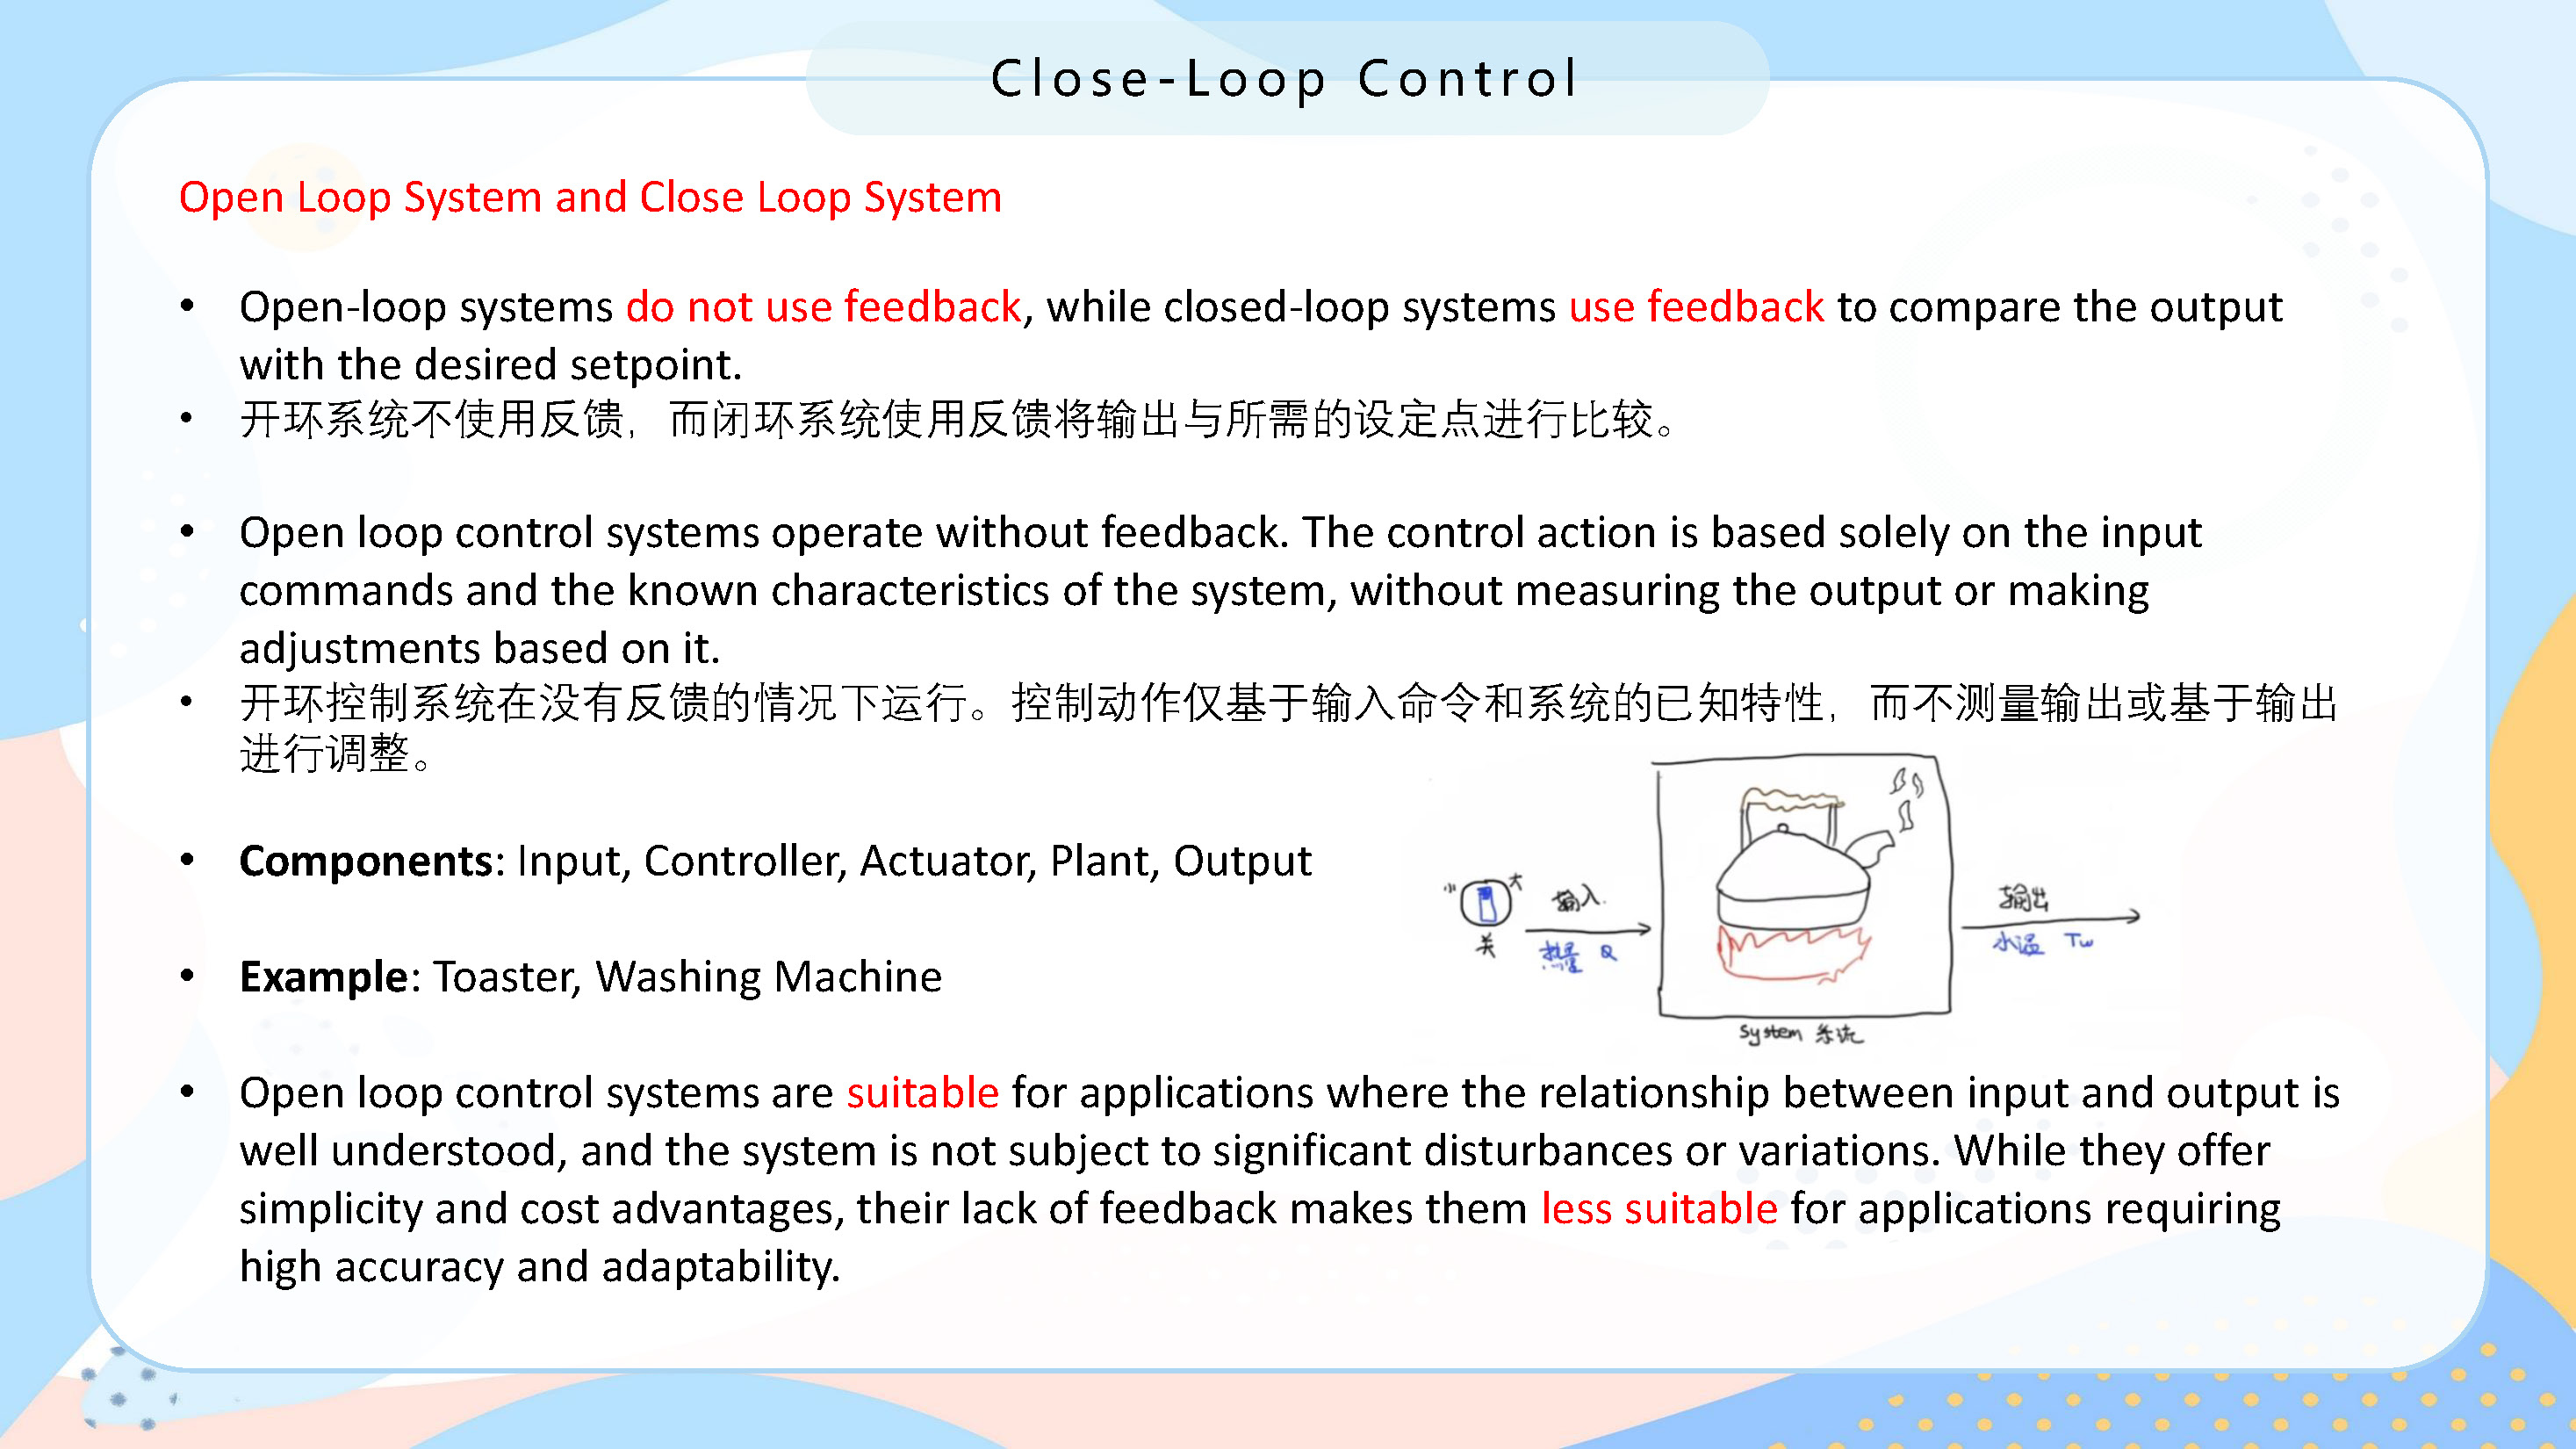 Close-Loop Control
Open Loop System and Close Loop System
• Open-loop systems do not use feedback, while closed-loop systems use feedback to compare the output
with the desired setpoint.
• 开环系统不使用反馈，而闭环系统使用反馈将输出与所需的设定点进行比较。
• Open loop control systems operate without feedback. The control action is based solely on the input
commands and the known characteristics of the system, without measuring the output or making
adjustments based on it.
• 开环控制系统在没有反馈的情况下运行。控制动作仅基于输入命令和系统的已知特性，而不测量输出或基于输出
进行调整。
• Components: Input, Controller, Actuator, Plant, Output
小 大
关
输入
热量 Q
输出
水温 Tw
System 系统
• Example: Toaster, Washing Machine
• Open loop control systems are suitable for applications where the relationship between input and output is
well understood, and the system is not subject to significant disturbances or variations. While they offer
simplicity and cost advantages, their lack of feedback makes them less suitable for applications requiring
high accuracy and adaptability.